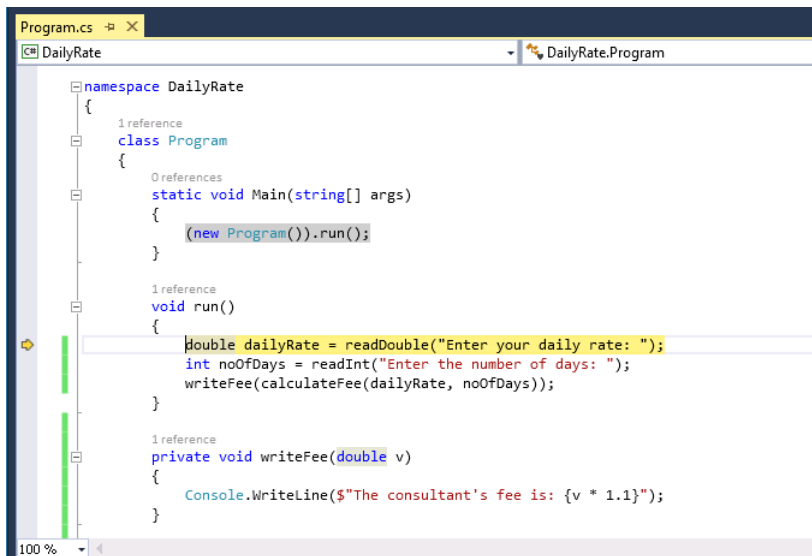 Program.cs
C# DailyRate DailyRate.Program
namespace DailyRate
{
1 reference
class Program
{
0 references
static void Main(string[] args)
{
(new Program()).run();
}
1 reference
void run()
{
double dailyRate = readDouble("Enter your daily rate: ");
int noOfDays = readInt("Enter the number of days: ");
writeFee(calculateFee(dailyRate, noOfDays));
}
1 reference
private void writeFee(double v)
{
Console.WriteLine($"The consultant's fee is: {v * 1.1}");
}
100 %